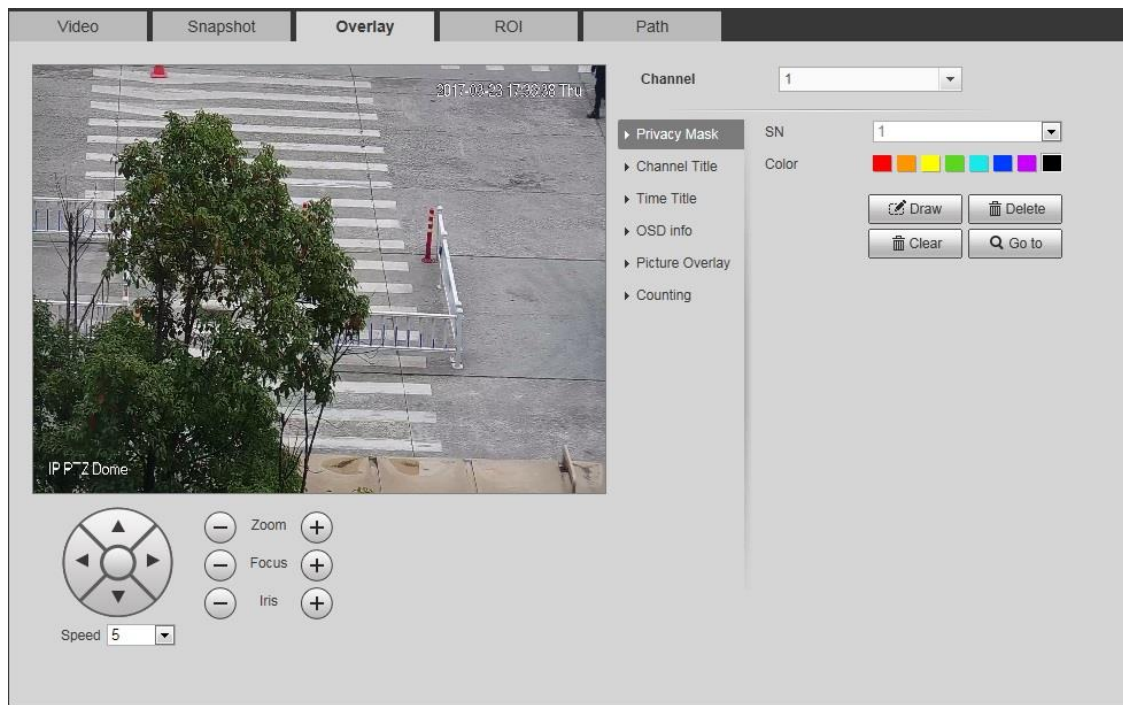 Video Snapshot Overlay ROI Path
Channel 1
Privacy Mask
Channel Title
Time Title
OSD info
Picture Overlay
Counting
SN 1
Color
Draw Delete
Clear Go to
Thu
IP PTZ Dome
Zoom
Focus
Iris
Speed 5